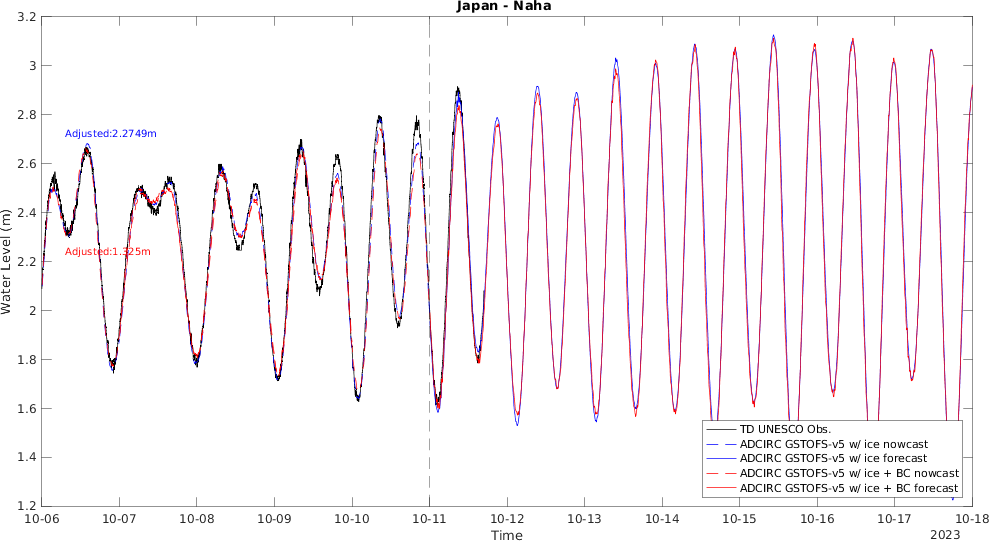 Japan - Naha
3.2
3
2.8
2.6
2.4
2.2
2
1.8
1.6
1.4
1.2
Water Level (m)
Adjusted:2.2749m
Adjusted:1.325m
TD UNESCO Obs.
ADCIRC GSTOFS-v5 w/ ice nowcast
ADCIRC GSTOFS-v5 w/ ice forecast
ADCIRC GSTOFS-v5 w/ ice + BC nowcast
ADCIRC GSTOFS-v5 w/ ice + BC forecast
10-06 10-07 10-08 10-09 10-10 10-11 10-12 10-13 10-14 10-15 10-16 10-17 10-18
Time
2023